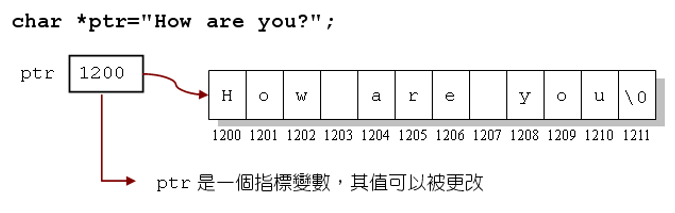 char *ptr="How are you?";
ptr 1200
H o w a r e y o u \0
1200 1201 1202 1203 1204 1205 1206 1207 1208 1209 1210 1211
ptr 是一個指標變數，其值可以被更改